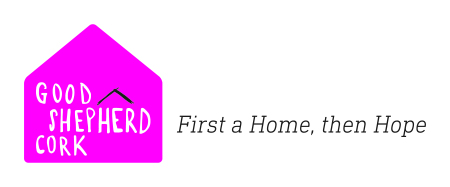 GOOD
SHEPHERD
CORK
First a Home, then Hope